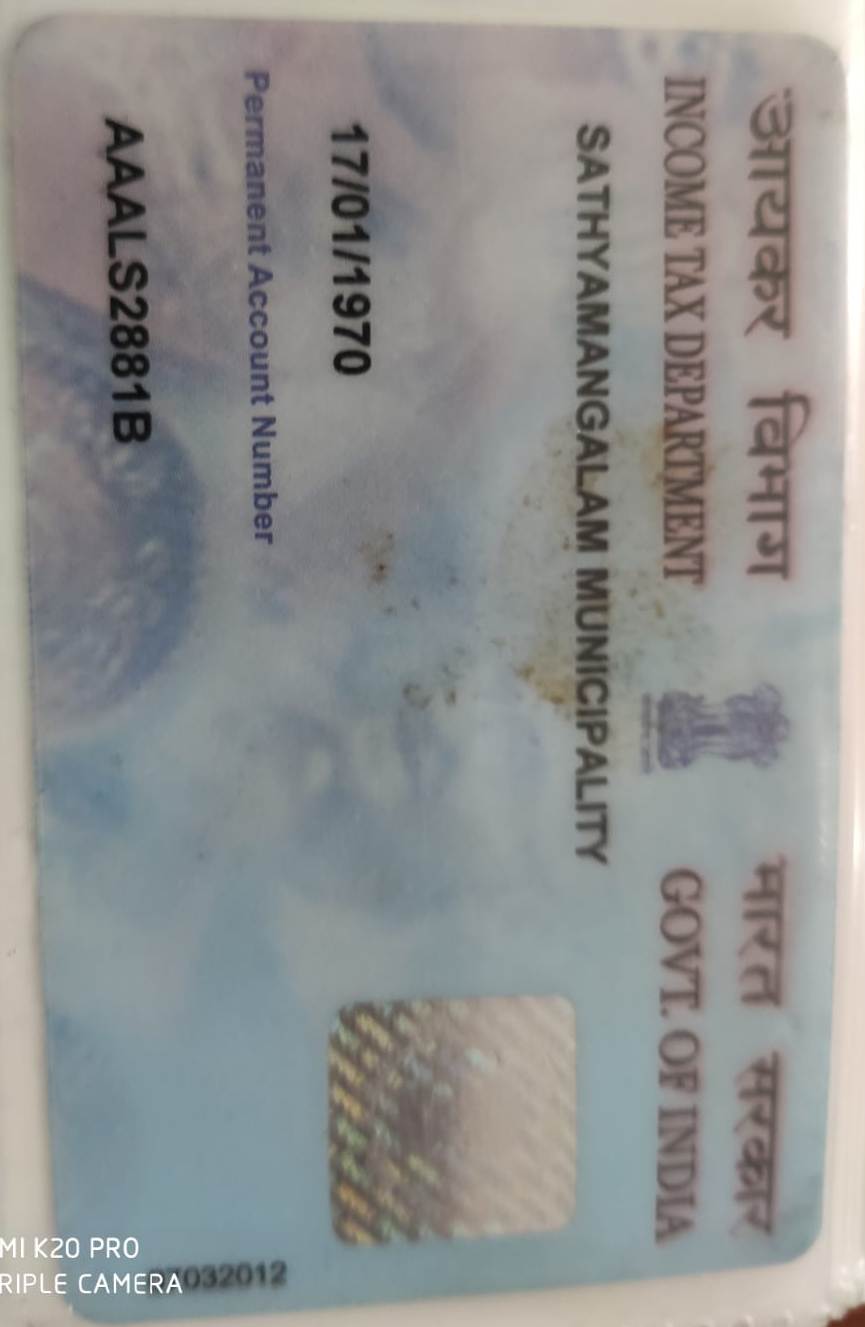 आयकर विभाग
INCOME TAX DEPARTMENT
भारत सरकार
GOVT. OF INDIA
SATHYAMANGALAM MUNICIPALITY
17/01/1970
Permanent Account Number
AAALS2881B
032012
MI K20 PRO
RIPLE CAMERA